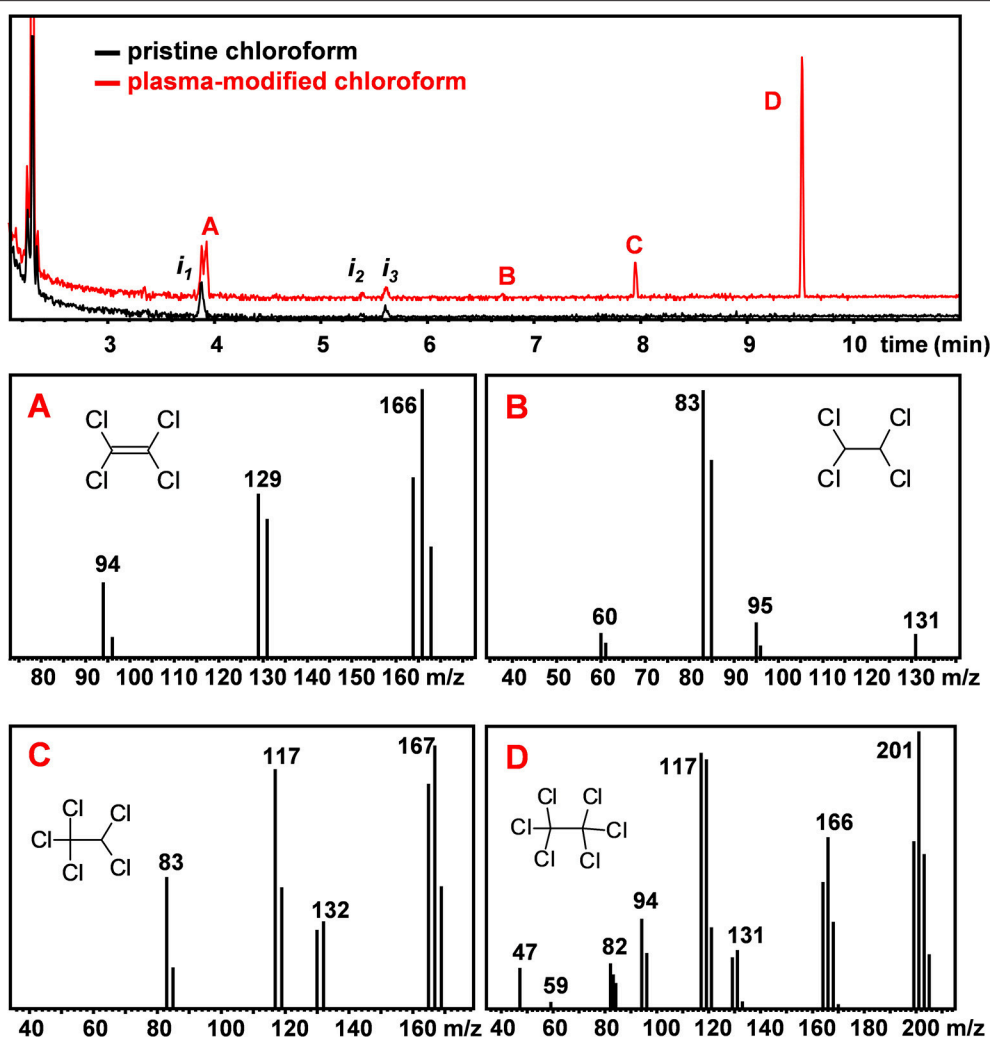 pristine chloroform
plasma-modified chloroform
D
A
i1
i2
i3
B
C
3 4 5 6 7 8 9 10 time (min)
A
Cl Cl
Cl Cl
94
129
166
80 90 100 110 120 130 140 150 160 m/z
B
Cl Cl
Cl Cl
60
83
95
131
40 50 60 70 80 90 100 110 120 130 m/z
C
Cl Cl
Cl
Cl Cl
83
117
132
167
40 60 80 100 120 140 160 m/z
D
Cl Cl
Cl Cl
Cl Cl
47
59
82
94
117
131
166
201
40 60 80 100 120 140 160 180 200 m/z